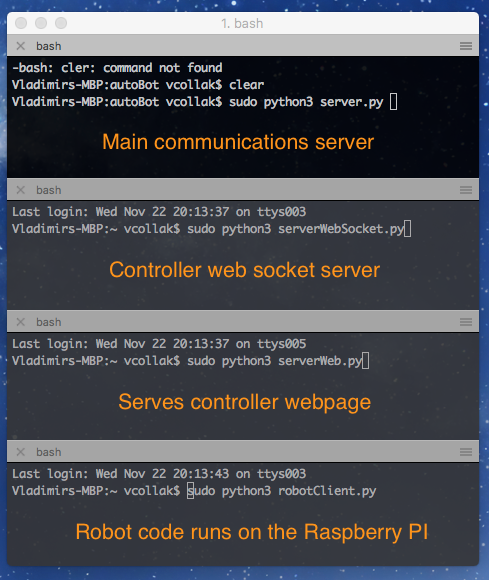 1. bash
bash
-bash: cler: command not found
Vladimirs-MBP:autoBot vcollak$ clear
Vladimirs-MBP:autoBot vcollak$ sudo python3 server.py
Main communications server
bash
Last login: Wed Nov 22 20:13:37 on ttys003
Vladimirs-MBP:~ vcollak$ sudo python3 serverWebSocket.py
Controller web socket server
bash
Last login: Wed Nov 22 20:13:37 on ttys005
Vladimirs-MBP:~ vcollak$ sudo python3 serverWeb.py
Serves controller webpage
bash
Last login: Wed Nov 22 20:13:43 on ttys003
Vladimirs-MBP:~ vcollak$ sudo python3 robotClient.py
Robot code runs on the Raspberry PI